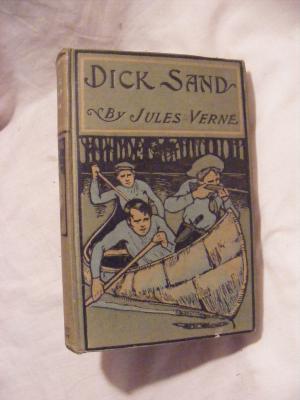 DICK SAND
BY JULES VERNE